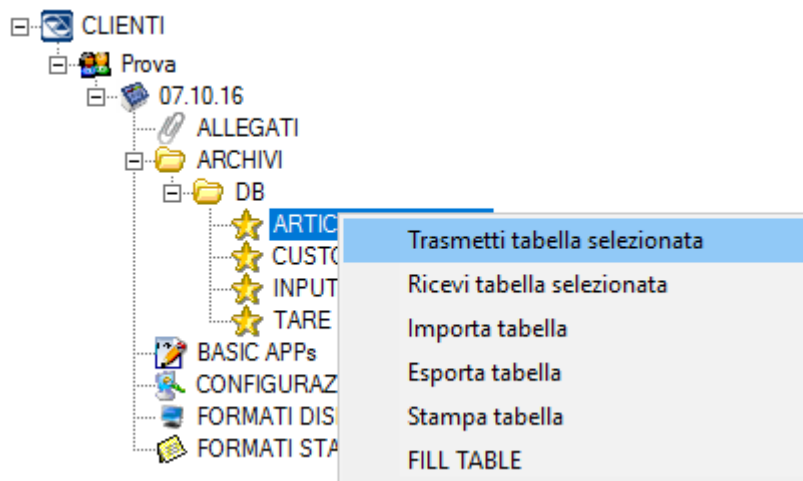 CLIENTI
Prova
07.10.16
ALLEGATI
ARCHIVI
DB
ARTIC
CUSTO
INPUT
TARE
BASIC APPs
CONFIGURAZ
FORMATI DIS
FORMATI STA
Trasmetti tabella selezionata
Ricevi tabella selezionata
Importa tabella
Esporta tabella
Stampa tabella
FILL TABLE